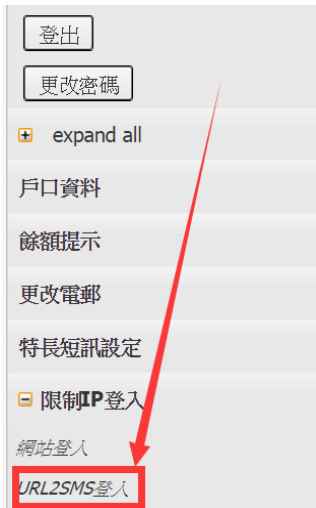 登出
更改密碼
expand all
戶口資料
餘額提示
更改電郵
特長短訊設定
限制IP登入
網站登入
URL2SMS登入